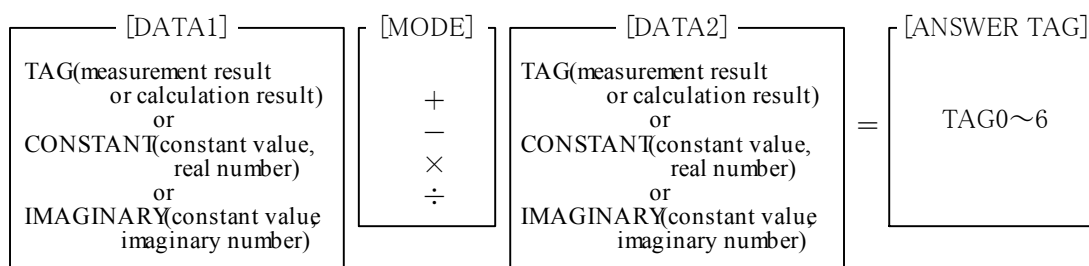 [DATA1]
TAG(measurement result
or calculation result)
or
CONSTANT(constant value,
real number)
or
IMAGINARY(constant value,
imaginary number)
[MODE]
+
−
×
÷
[DATA2]
TAG(measurement result
or calculation result)
or
CONSTANT(constant value,
real number)
or
IMAGINARY(constant value,
imaginary number)
=
[ANSWER TAG]
TAG0～6